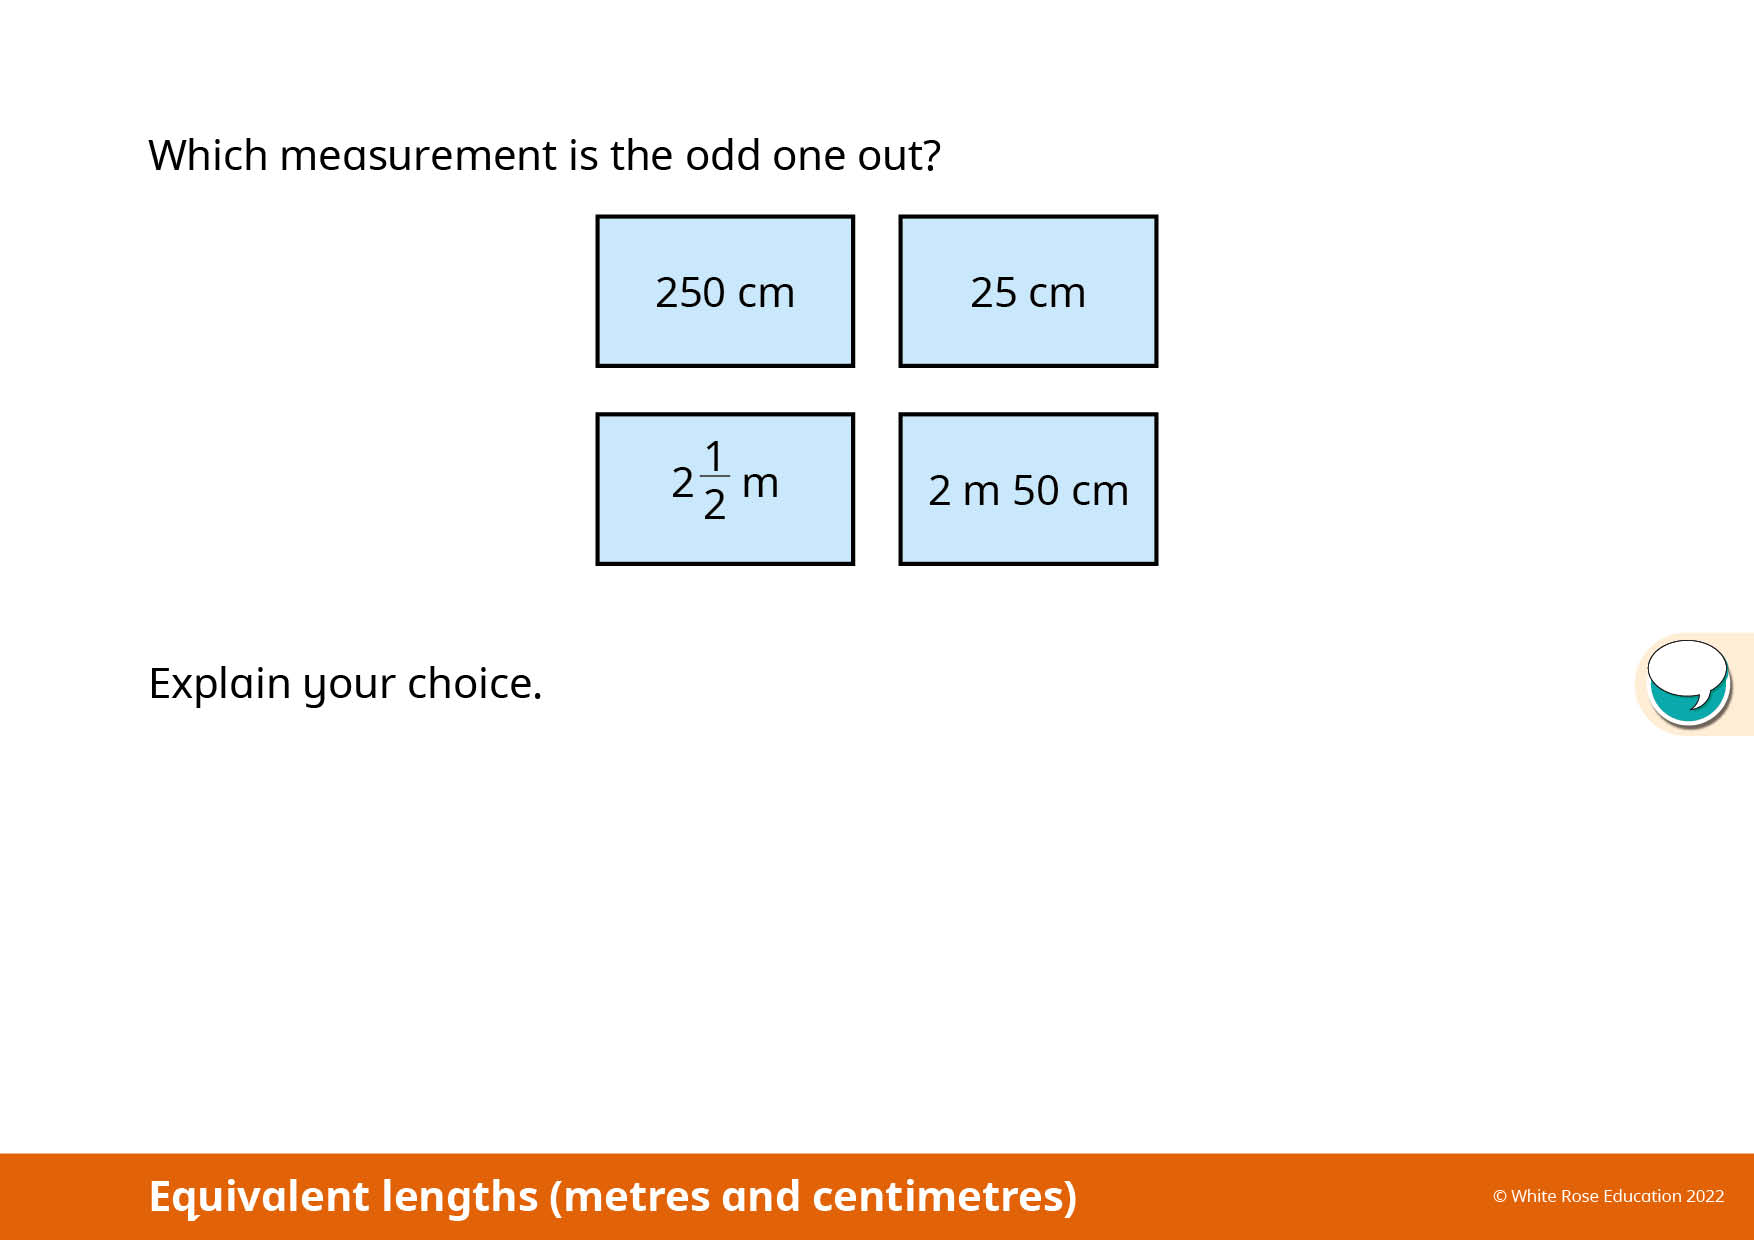 Which measurement is the odd one out?
250 cm
25 cm
2 1/2 m
2 m 50 cm
Explain your choice.
Equivalent lengths (metres and centimetres)
© White Rose Education 2022